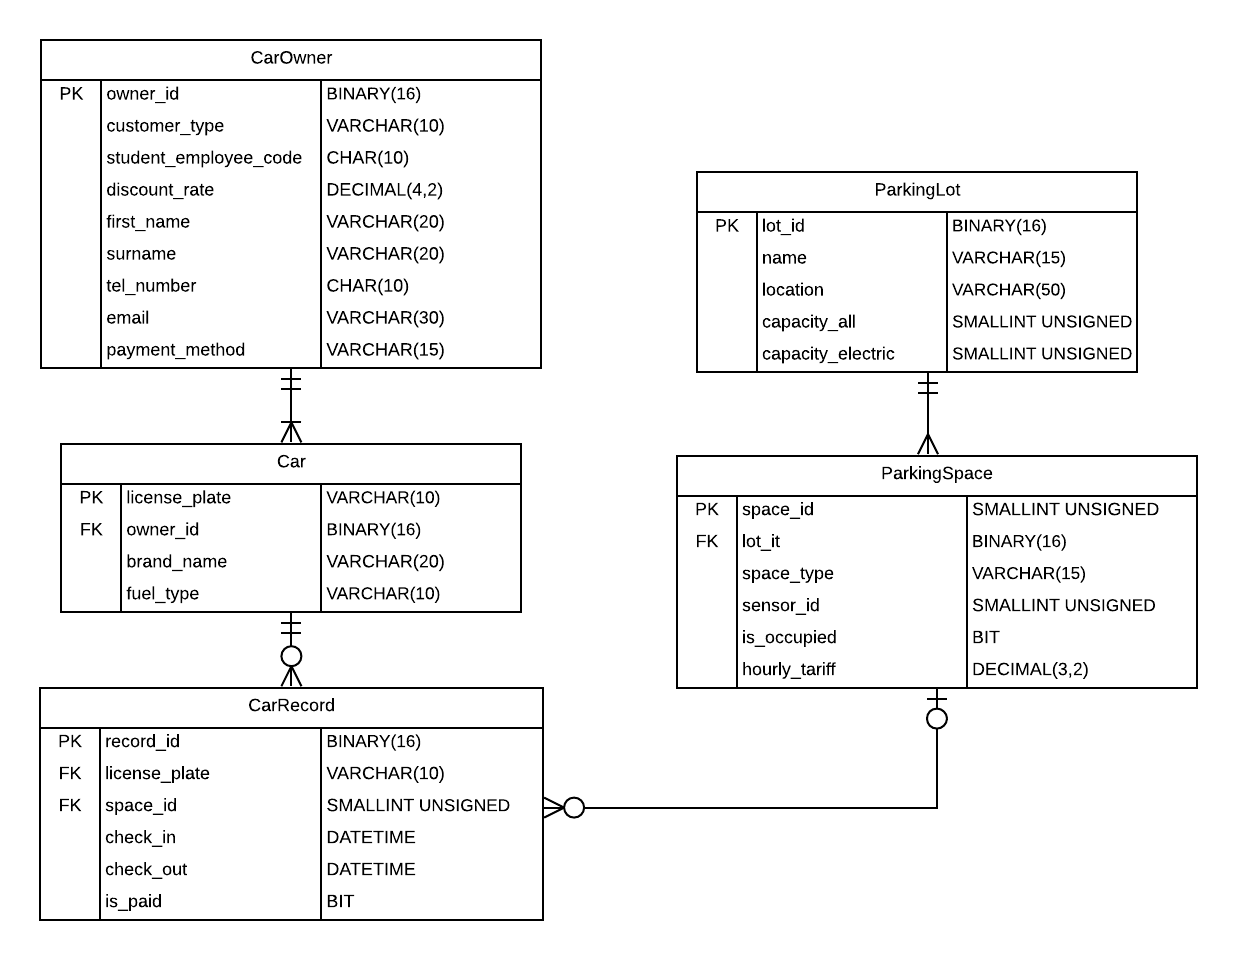 CarOwner
PK owner_id BINARY(16)
customer_type VARCHAR(10)
student_employee_code CHAR(10)
discount_rate DECIMAL(4,2)
first_name VARCHAR(20)
surname VARCHAR(20)
tel_number CHAR(10)
email VARCHAR(30)
payment_method VARCHAR(15)
ParkingLot
PK lot_id BINARY(16)
name VARCHAR(15)
location VARCHAR(50)
capacity_all SMALLINT UNSIGNED
capacity_electric SMALLINT UNSIGNED
Car
PK license_plate VARCHAR(10)
FK owner_id BINARY(16)
brand_name VARCHAR(20)
fuel_type VARCHAR(10)
ParkingSpace
PK space_id SMALLINT UNSIGNED
FK lot_it BINARY(16)
space_type VARCHAR(15)
sensor_id SMALLINT UNSIGNED
is_occupied BIT
hourly_tariff DECIMAL(3,2)
CarRecord
PK record_id BINARY(16)
FK license_plate VARCHAR(10)
FK space_id SMALLINT UNSIGNED
check_in DATETIME
check_out DATETIME
is_paid BIT